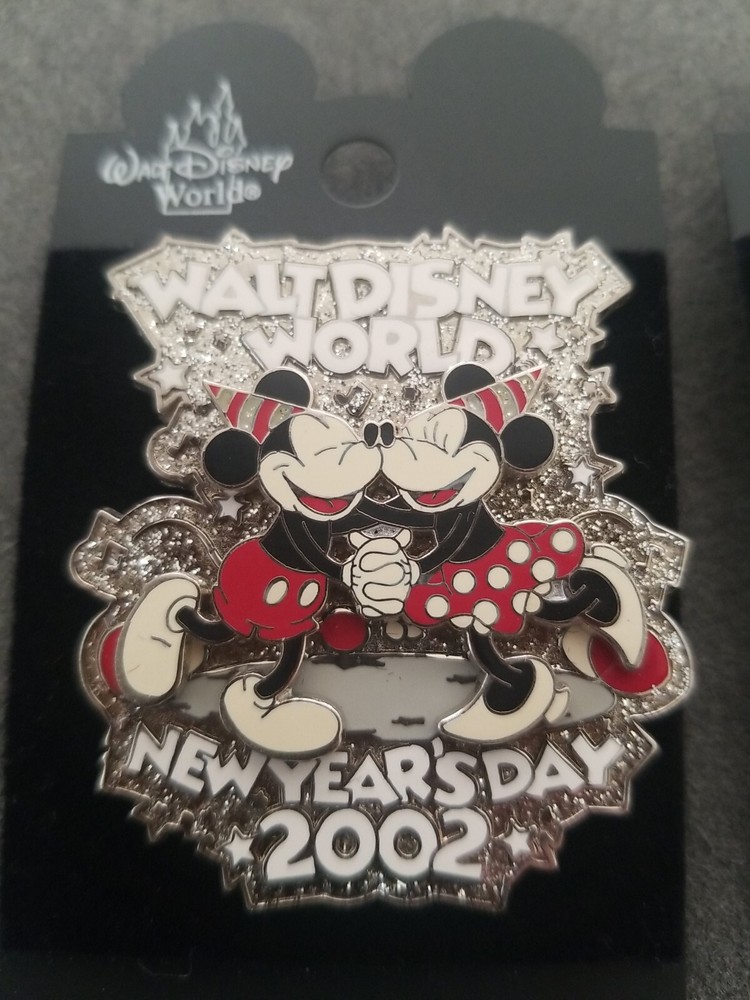 WALT DISNEY
World®
WALT DISNEY
WORLD
NEW YEAR'S DAY
2002